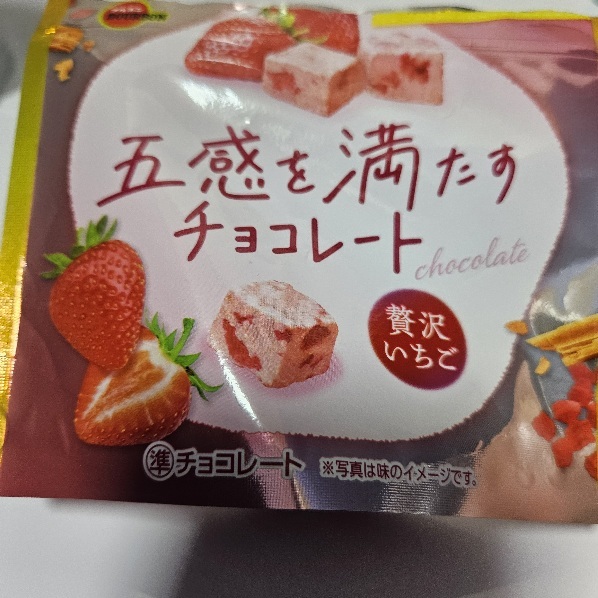 BOURBON
五感を満たす
チョコレート
chocolate
贅沢
いちご
準チョコレート ※写真は味のイメージです。